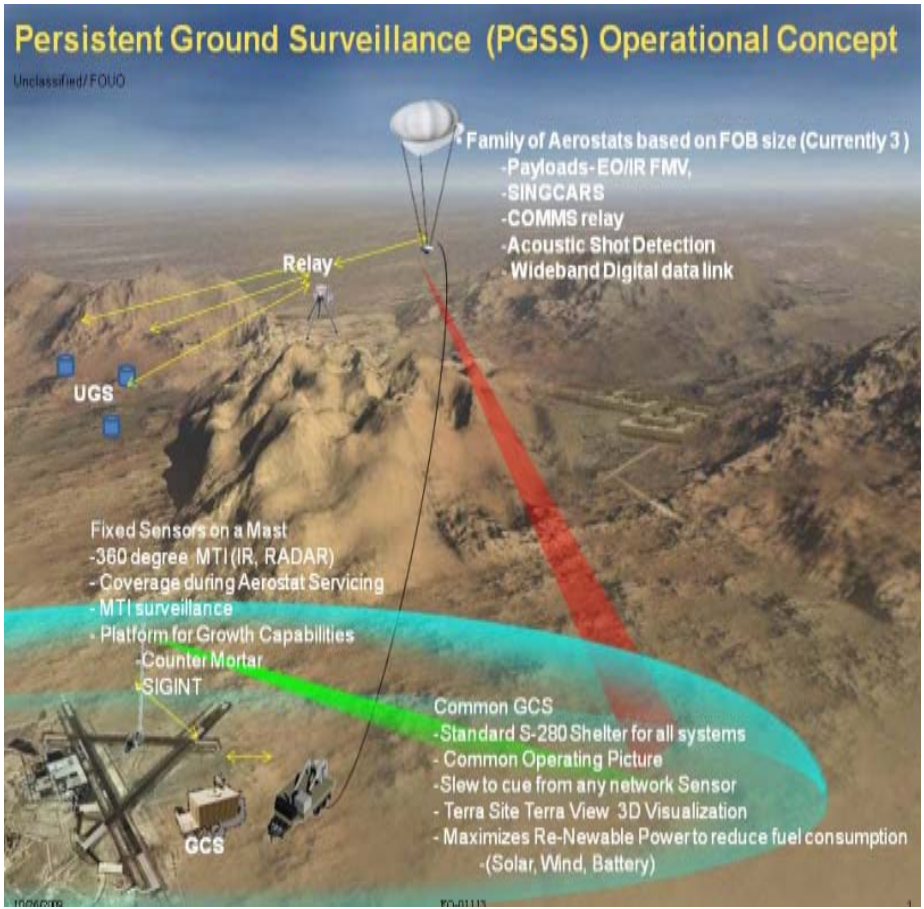 Persistent Ground Surveillance (PGSS) Operational Concept
Unclassified/ FOUO
Family of Aerostats based on FOB size (Currently 3 )
-Payloads- EO/IR FMV,
-SINGCARS
-COMMS relay
-Acoustic Shot Detection
- Wideband Digital data link
Relay
UGS
Fixed Sensors on a Mast
-360 degree MTI (IR, RADAR)
- Coverage during Aerostat Servicing
- MTI surveillance
- Platform for Growth Capabilities
-Counter Mortar
-SIGINT
Common GCS
-Standard S-280 Shelter for all systems
- Common Operating Picture
-Slew to cue from any network Sensor
- Terra Site Terra View 3D Visualization
- Maximizes Re-Newable Power to reduce fuel consumption
-(Solar, Wind, Battery)
GCS